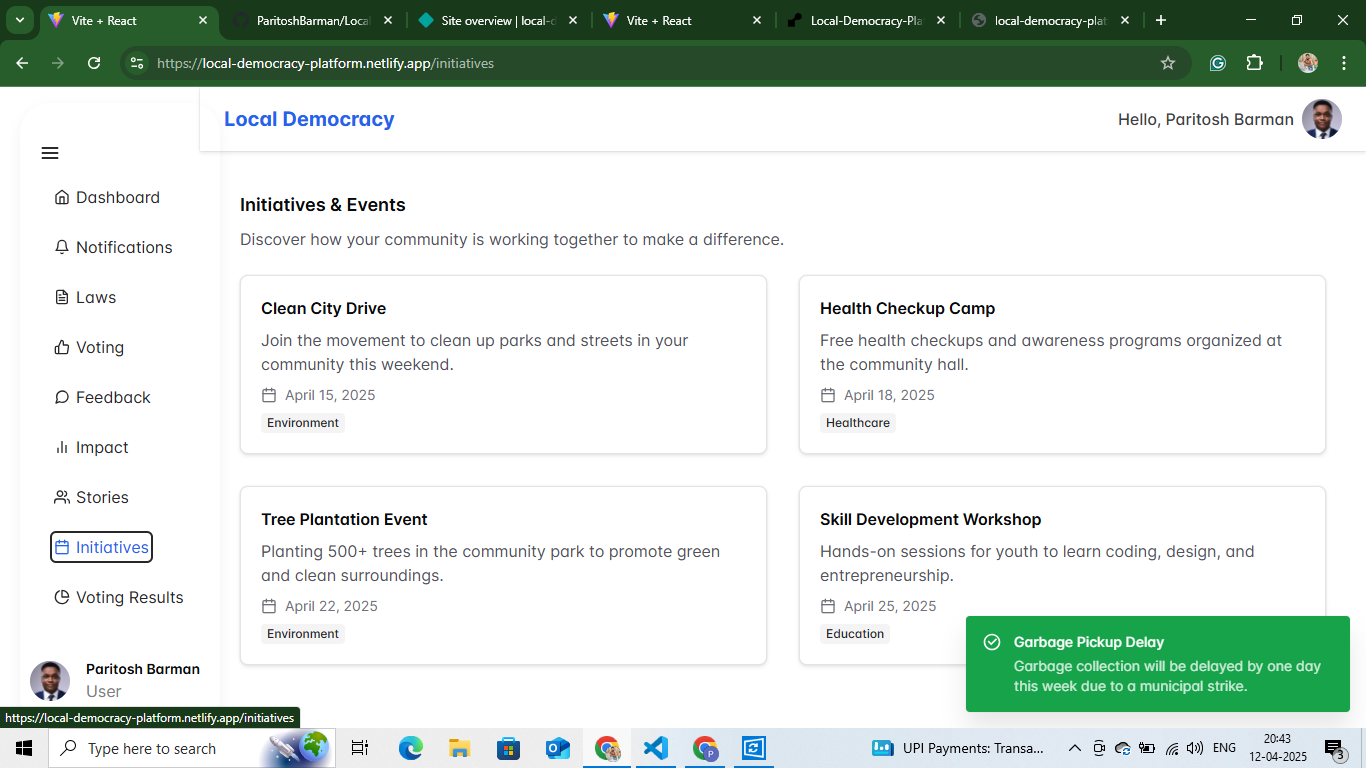 Vite + React
ParitoshBarman/Local
Site overview | local-d
Vite + React
Local-Democracy-Pla
local-democracy-plat
https://local-democracy-platform.netlify.app/initiatives
Local Democracy
Hello, Paritosh Barman
Dashboard
Notifications
Laws
Voting
Feedback
Impact
Stories
Initiatives
Voting Results
Paritosh Barman
User
Initiatives & Events
Discover how your community is working together to make a difference.
Clean City Drive
Join the movement to clean up parks and streets in your
community this weekend.
April 15, 2025
Environment
Health Checkup Camp
Free health checkups and awareness programs organized at
the community hall.
April 18, 2025
Healthcare
Tree Plantation Event
Planting 500+ trees in the community park to promote green
and clean surroundings.
April 22, 2025
Environment
Skill Development Workshop
Hands-on sessions for youth to learn coding, design, and
entrepreneurship.
April 25, 2025
Education
Garbage Pickup Delay
Garbage collection will be delayed by one day
this week due to a municipal strike.
https://local-democracy-platform.netlify.app/initiatives
Type here to search
UPI Payments: Transa...
ENG
20:43
12-04-2025
3